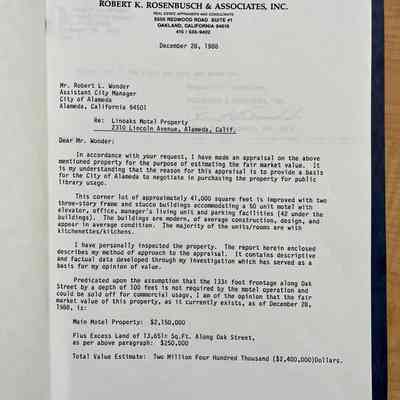 ROBERT K. ROSENBUSCH & ASSOCIATES, INC.
REAL ESTATE APPRAISERS AND CONSULTANTS
5500 REDWOOD ROAD SUITE #1
OAKLAND, CALIFORNIA 94619
415 / 530-9402
December 28, 1988
Mr. Robert L. Wonder
Assistant City Manager
City of Alameda
Alameda, California 94501
Re: Linoaks Motel Property
2310 Lincoln Avenue, Alameda, Calif.
Dear Mr. Wonder:
In accordance with your request, I have made an appraisal on the above
mentioned property for the purpose of estimating the fair market value. It
is my understanding that the reason for this appraisal is to provide a basis
for the City of Alameda to negotiate in purchasing the property for public
library usage.
This corner lot of approximately 41,000 square feet is improved with two
three-story frame and stucco buildings accommodating a 50 unit motel with
elevator, office, manager's living unit and parking facilities (42 under the
buildings). The buildings are modern, of average construction, design, and
appear in average condition. The majority of the units/rooms are with
kitchenettes/kitchens.
I have personally inspected the property. The report herein enclosed
describes my method of approach to the appraisal. It contains descriptive
and factual data developed through my investigation which has served as a
basis for my opinion of value.
Predicated upon the assumption that the 133± foot frontage along Oak
Street by a depth of 100 feet is not required by the motel operation and
could be sold off for commercial usage, I am of the opinion that the fair
market value of this property, as it currently exists, as of December 28,
1988, is:
Main Motel Property: $2,150,000
Plus Excess Land of 13,651± Sq.Ft. Along Oak Street,
as per above paragraph: $250,000
Total Value Estimate: Two Million Four Hundred Thousand ($2,400,000)Dollars.